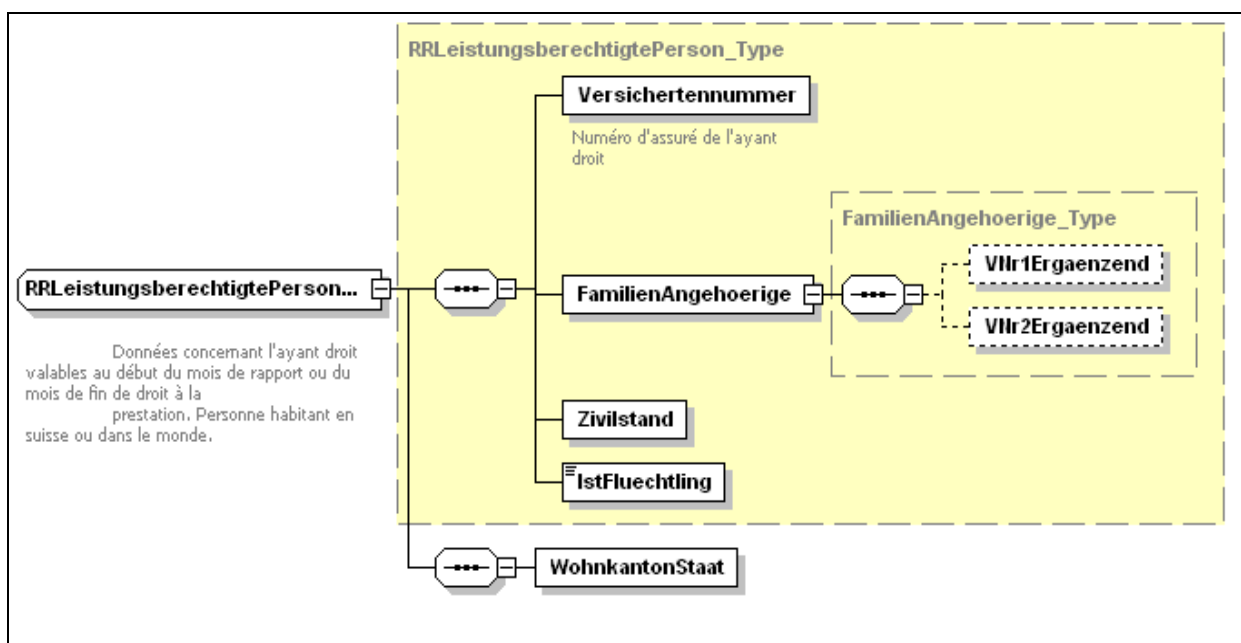 RRLeistungsberechtigtePerson_Type
Versichertennummer
Numéro d'assuré de l'ayant
droit
FamilienAngehoerige_Type
VNr1Ergaenzend
RRLeistungsberechtigtePerson...
FamilienAngehoerige
VNr2Ergaenzend
Données concernant l'ayant droit
valables au début du mois de rapport ou du
mois de fin de droit à la
prestation. Personne habitant en
suisse ou dans le monde.
Zivilstand
IstFluechtling
WohnkantonStaat